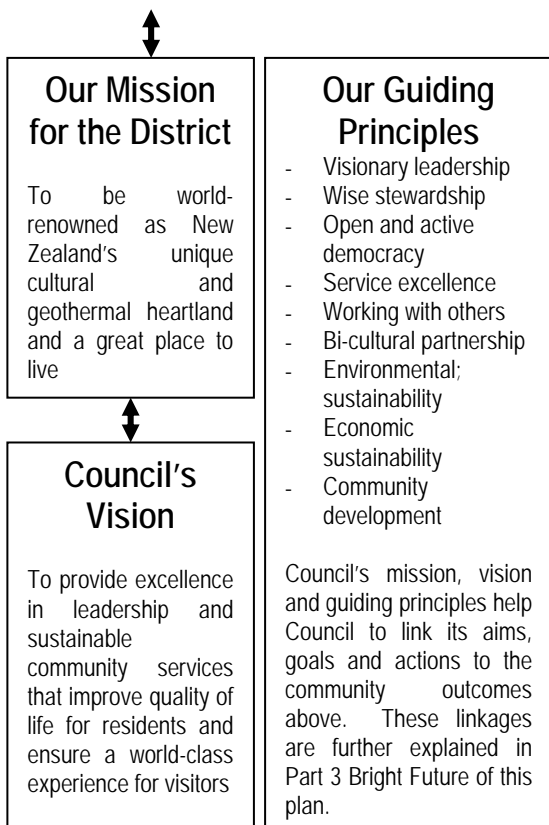 Our Mission
for the District
To be world-
renowned as New
Zealand's unique
cultural and
geothermal heartland
and a great place to
live
Council's
Vision
To provide excellence
in leadership and
sustainable
community services
that improve quality of
life for residents and
ensure a world-class
experience for visitors
Our Guiding
Principles
- Visionary leadership
- Wise stewardship
- Open and active
democracy
- Service excellence
- Working with others
- Bi-cultural partnership
- Environmental;
sustainability
- Economic
sustainability
- Community
development
Council's mission, vision
and guiding principles help
Council to link its aims,
goals and actions to the
community outcomes
above. These linkages
are further explained in
Part 3 Bright Future of this
plan.